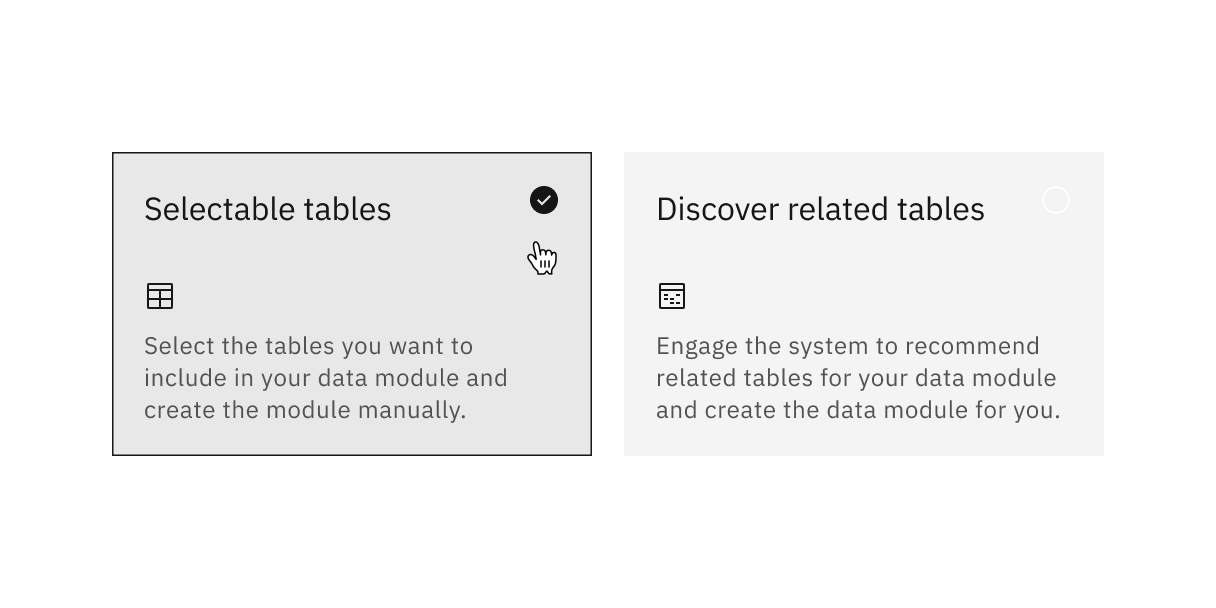 Selectable tables
Select the tables you want to
include in your data module and
create the module manually.
Discover related tables
Engage the system to recommend
related tables for your data module
and create the data module for you.